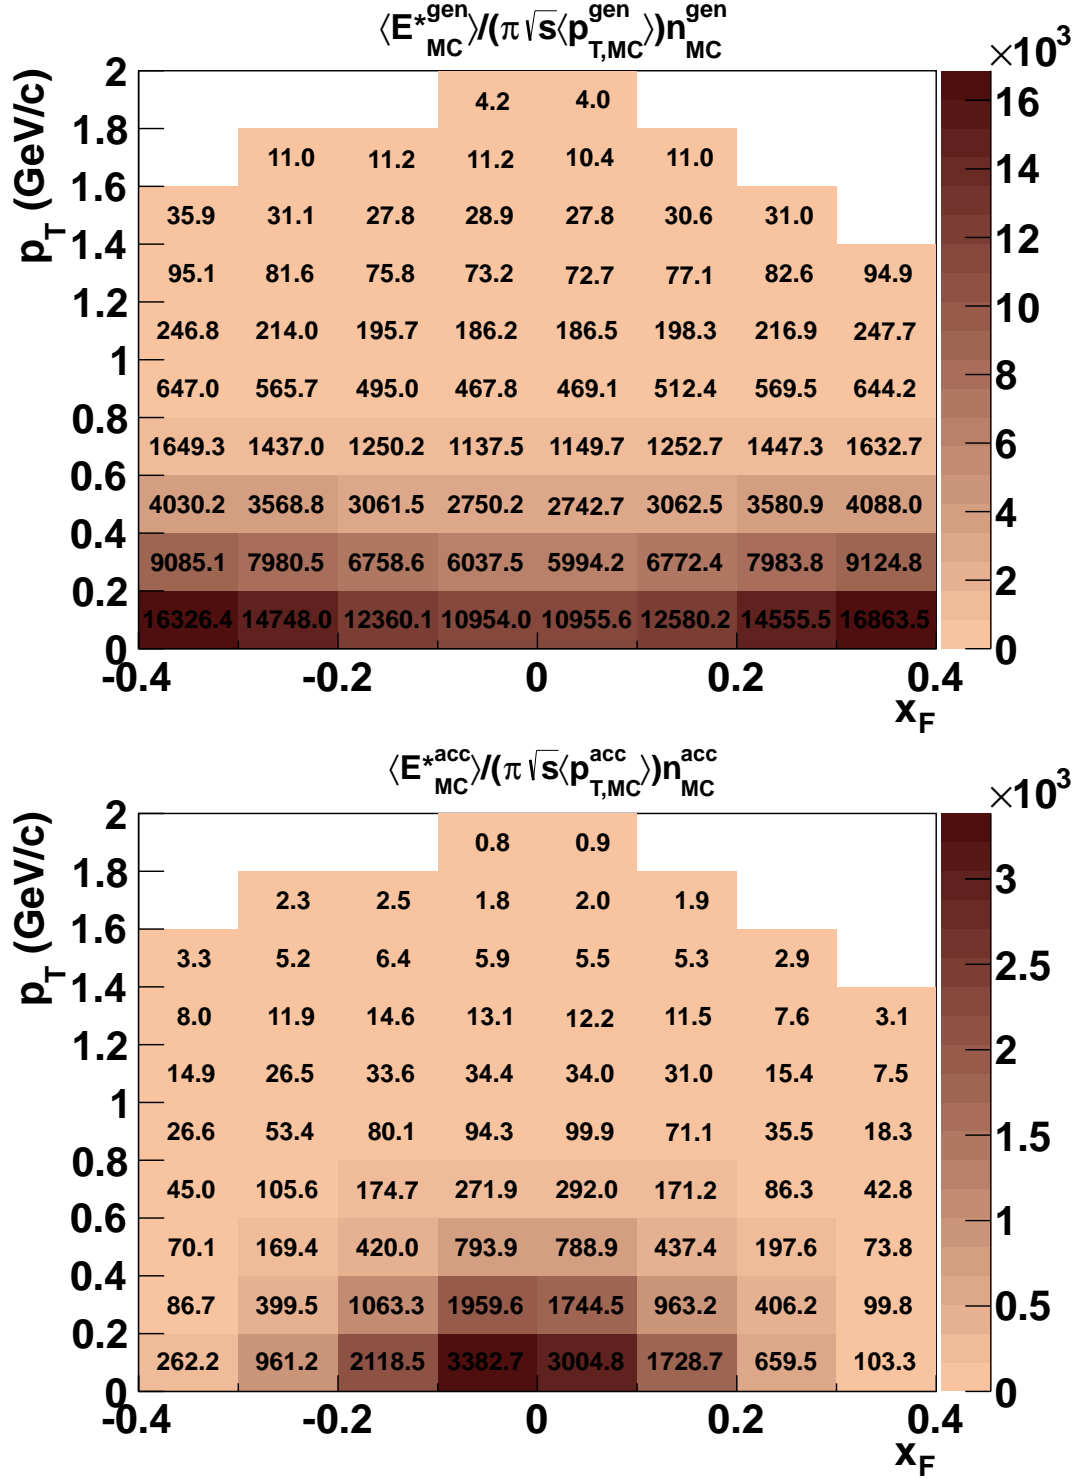 ⟨E*^gen_MC⟩/(π√s⟨p^gen_T,MC⟩)n^gen_MC
×10³
p_T (GeV/c)
2 4.2 4.0 16
1.8 11.0 11.2 11.2 10.4 11.0 14
1.6 35.9 31.1 27.8 28.9 27.8 30.6 31.0 12
1.4 95.1 81.6 75.8 73.2 72.7 77.1 82.6 94.9
1.2 246.8 214.0 195.7 186.2 186.5 198.3 216.9 247.7 10
1 647.0 565.7 495.0 467.8 469.1 512.4 569.5 644.2 8
0.8 1649.3 1437.0 1250.2 1137.5 1149.7 1252.7 1447.3 1632.7 6
0.6 4030.2 3568.8 3061.5 2750.2 2742.7 3062.5 3580.9 4088.0 4
0.4 9085.1 7980.5 6758.6 6037.5 5994.2 6772.4 7983.8 9124.8 2
0.2 16326.4 14748.0 12360.1 10954.0 10955.6 12580.2 14555.5 16863.5
0 0
-0.4 -0.2 0 0.2 0.4
x_F
⟨E*^acc_MC⟩/(π√s⟨p^acc_T,MC⟩)n^acc_MC
×10³
p_T (GeV/c)
2 0.8 0.9
1.8 2.3 2.5 1.8 2.0 1.9 3
1.6 3.3 5.2 6.4 5.9 5.5 5.3 2.9 2.5
1.4 8.0 11.9 14.6 13.1 12.2 11.5 7.6 3.1
1.2 14.9 26.5 33.6 34.4 34.0 31.0 15.4 7.5 2
1 26.6 53.4 80.1 94.3 99.9 71.1 35.5 18.3 1.5
0.8 45.0 105.6 174.7 271.9 292.0 171.2 86.3 42.8
0.6 70.1 169.4 420.0 793.9 788.9 437.4 197.6 73.8 1
0.4 86.7 399.5 1063.3 1959.6 1744.5 963.2 406.2 99.8 0.5
0.2 262.2 961.2 2118.5 3382.7 3004.8 1728.7 659.5 103.3
0 0
-0.4 -0.2 0 0.2 0.4
x_F